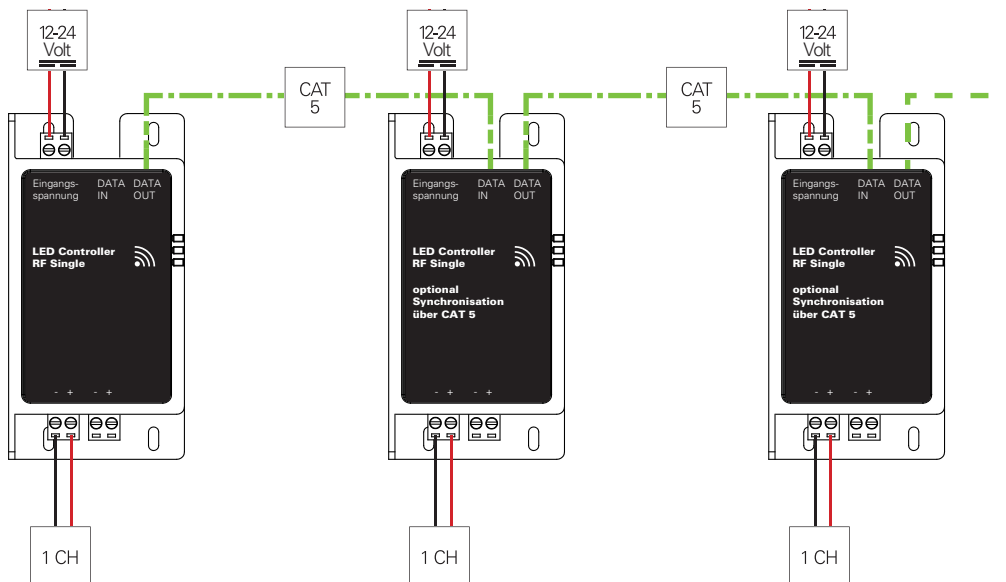 12-24
Volt
12-24
Volt
12-24
Volt
CAT
5
CAT
5
Eingangs-
spannung
DATA
IN
DATA
OUT
LED Controller
RF Single
- + - +
1 CH
Eingangs-
spannung
DATA
IN
DATA
OUT
LED Controller
RF Single
optional
Synchronisation
über CAT 5
- + - +
1 CH
Eingangs-
spannung
DATA
IN
DATA
OUT
LED Controller
RF Single
optional
Synchronisation
über CAT 5
- + - +
1 CH